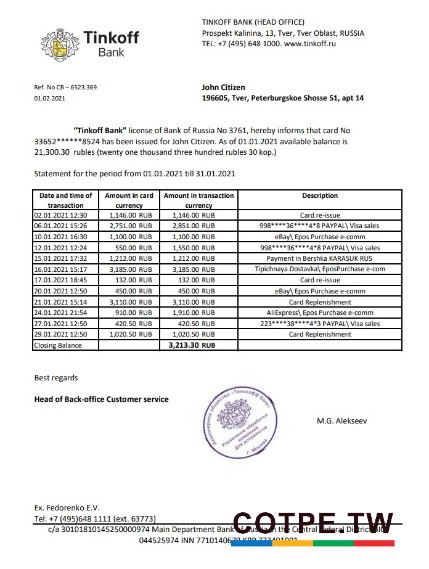 Tinkoff
Bank
TINKOFF BANK (HEAD OFFICE)
Prospekt Kalinina, 13, Tver, Tver Oblast, RUSSIA
TEL: +7 (495) 648 1000. www.tinkoff.ru
Ref. No CB – 6523.369
01.02.2021
John Citizen
196605, Tver, Peterburgskoe Shosse 51, apt 14
"Tinkoff Bank" license of Bank of Russia No 3761, hereby informs that card No
33652******8524 has been issued for John Citizen. As of 01.01.2021 available balance is
21,300.30 rubles (twenty one thousand three hundred rubles 30 kop.)
Statement for the period from 01.01.2021 till 31.01.2021
Date and time of transaction Amount in card currency Amount in transaction currency Description
02.01.2021 12:30 1,146.00 RUB 1,146.00 RUB Card re-issue
06.01.2021 15:26 2,751.00 RUB 2,851.00 RUB 998****36****4*8 PAYPAL\ Visa sales
10.01.2021 16:30 1,100.00 RUB 1,100.00 RUB eBay\ Epos Purchase e-comm
12.01.2021 12:24 550.00 RUB 1,550.00 RUB 998****36****4*8 PAYPAL\ Visa sales
15.01.2021 17:32 1,212.00 RUB 1,212.00 RUB Payment in Bershka KARASUK RUS
16.01.2021 15:17 3,185.00 RUB 3,185.00 RUB Tipichnaya Dostavka\ EposPurchase e-com
17.01.2021 18:45 132.00 RUB 132.00 RUB Card re-issue
20.01.2021 12:50 450.00 RUB 450.00 RUB eBay\ Epos Purchase e-comm
21.01.2021 15:14 3,110.00 RUB 3,110.00 RUB Card Replenishment
24.01.2021 21:54 910.00 RUB 1,910.00 RUB AliExpress\ Epos Purchase e-comm
27.01.2021 12:50 420.50 RUB 420.50 RUB 223****38****4*3 PAYPAL\ Visa sales
29.01.2021 12:50 1,020.50 RUB 1,020.50 RUB Card Replenishment
Closing Balance 3,213.30 RUB
Best regards
Head of Back-office Customer service
M.G. Alekseev
г. Москва
Ex. Fedorenko E.V.
Tel: +7 (495)648 1111 (ext. 63773)
COTPE.TW
c/a 30101810145250000974 Main Department Bank of Russia in the Central Federal District
044525974 INN 7710140679 KPP 773401001